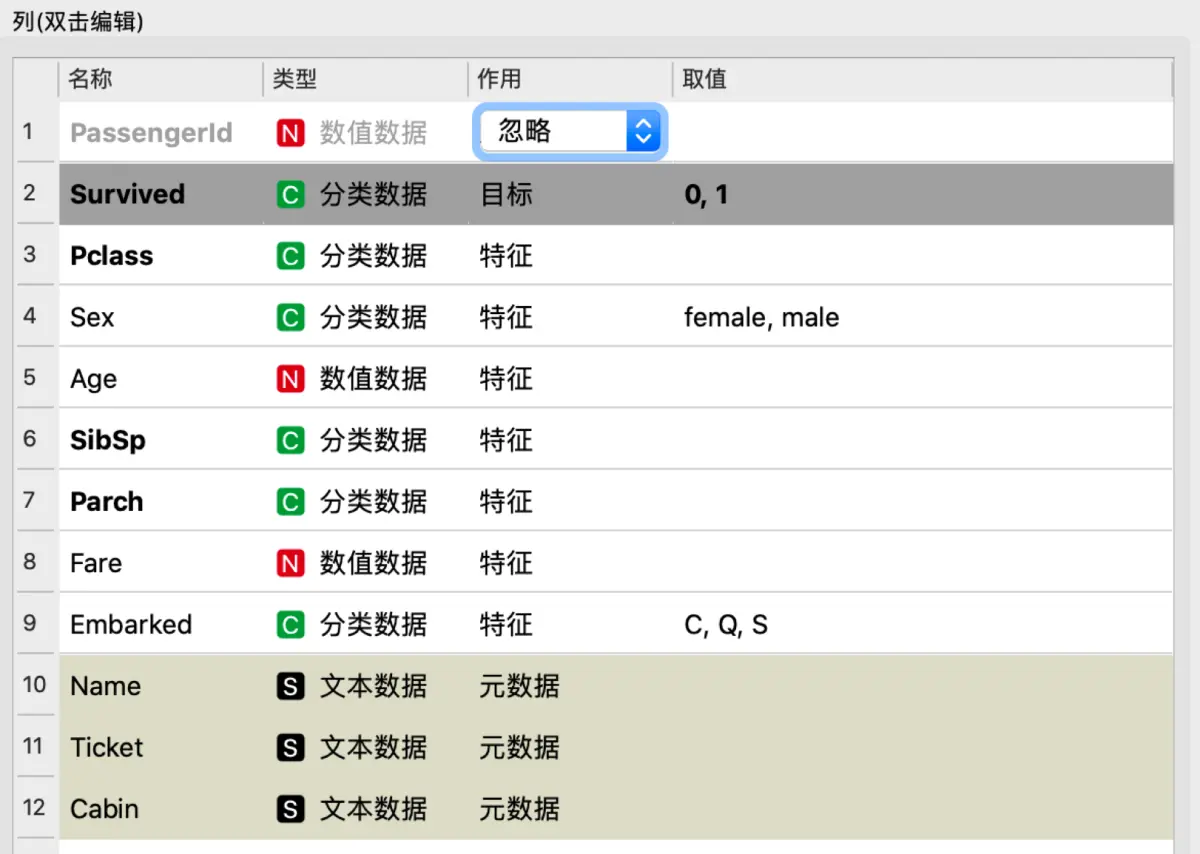 列(双击编辑)
名称 类型 作用 取值
1 PassengerId N 数值数据 忽略
2 Survived C 分类数据 目标 0, 1
3 Pclass C 分类数据 特征
4 Sex C 分类数据 特征 female, male
5 Age N 数值数据 特征
6 SibSp C 分类数据 特征
7 Parch C 分类数据 特征
8 Fare N 数值数据 特征
9 Embarked C 分类数据 特征 C, Q, S
10 Name S 文本数据 元数据
11 Ticket S 文本数据 元数据
12 Cabin S 文本数据 元数据